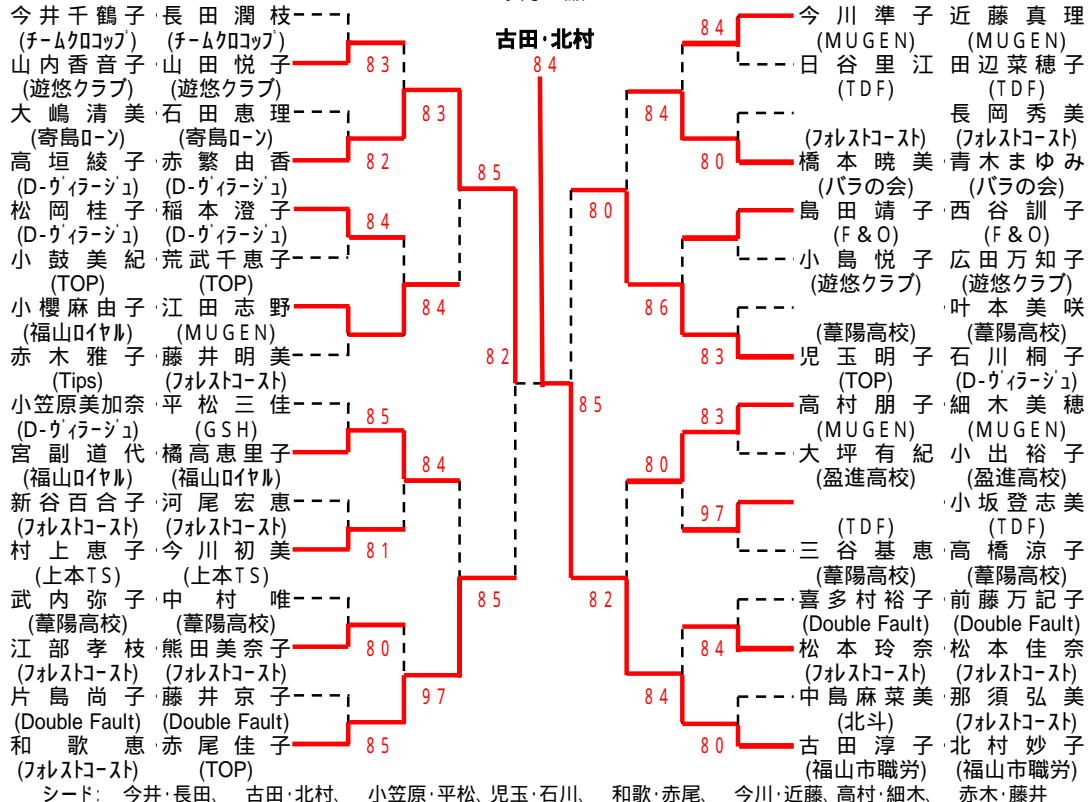 古田・北村
84
今井千鶴子・長田潤枝
(チームクロコップ) (チームクロコップ)
山内香音子・山田悦子
(遊悠クラブ) (遊悠クラブ)
大嶋清美・石田恵理
(寄島ローン) (寄島ローン)
高垣綾子・赤繁由香
(D-ヴィラージュ) (D-ヴィラージュ)
松岡桂子・稲本澄子
(D-ヴィラージュ) (D-ヴィラージュ)
小鼓美紀・荒武千恵子
(TOP) (TOP)
小櫻麻由子・江田志野
(福山ロイヤル) (MUGEN)
赤木雅子・藤井明美
(Tips) (フォレストコースト)
小笠原美加奈・平松三佳
(D-ヴィラージュ) (GSH)
宮副道代・橘高恵里子
(福山ロイヤル) (福山ロイヤル)
新谷百合子・河尾宏恵
(フォレストコースト) (フォレストコースト)
村上恵子・今川初美
(上本TS) (上本TS)
武内弥子・中村唯
(葦陽高校) (葦陽高校)
江部孝枝・熊田美奈子
(フォレストコースト) (フォレストコースト)
片島尚子・藤井京子
(Double Fault) (Double Fault)
和歌恵・赤尾佳子
(フォレストコースト) (TOP)
83
82
84
85
81
80
85
83
84
84
97
85
85
82
今川準子・近藤真理
(MUGEN) (MUGEN)
日谷里江・田辺菜穂子
(TDF) (TDF)
・長岡秀美
(フォレストコースト) (フォレストコースト)
橋本暁美・青木まゆみ
(バラの会) (バラの会)
島田靖子・西谷訓子
(F&O) (F&O)
小島悦子・広田万知子
(遊悠クラブ) (遊悠クラブ)
・叶本美咲
(葦陽高校) (葦陽高校)
児玉明子・石川桐子
(TOP) (D-ヴィラージュ)
高村朋子・細木美穂
(MUGEN) (MUGEN)
大坪有紀・小出裕子
(盈進高校) (盈進高校)
・小坂登志美
(TDF) (TDF)
三谷基恵・高橋涼子
(葦陽高校) (葦陽高校)
喜多村裕子・前藤万記子
(Double Fault) (Double Fault)
松本玲奈・松本佳奈
(フォレストコースト) (フォレストコースト)
中島麻菜美・那須弘美
(北斗) (フォレストコースト)
古田淳子・北村妙子
(福山市職労) (福山市職労)
84
80
83
83
97
84
80
84
86
80
84
80
82
85
シード: 今井・長田、 古田・北村、 小笠原・平松、児玉・石川、 和歌・赤尾、 今川・近藤、高村・細木、 赤木・藤井